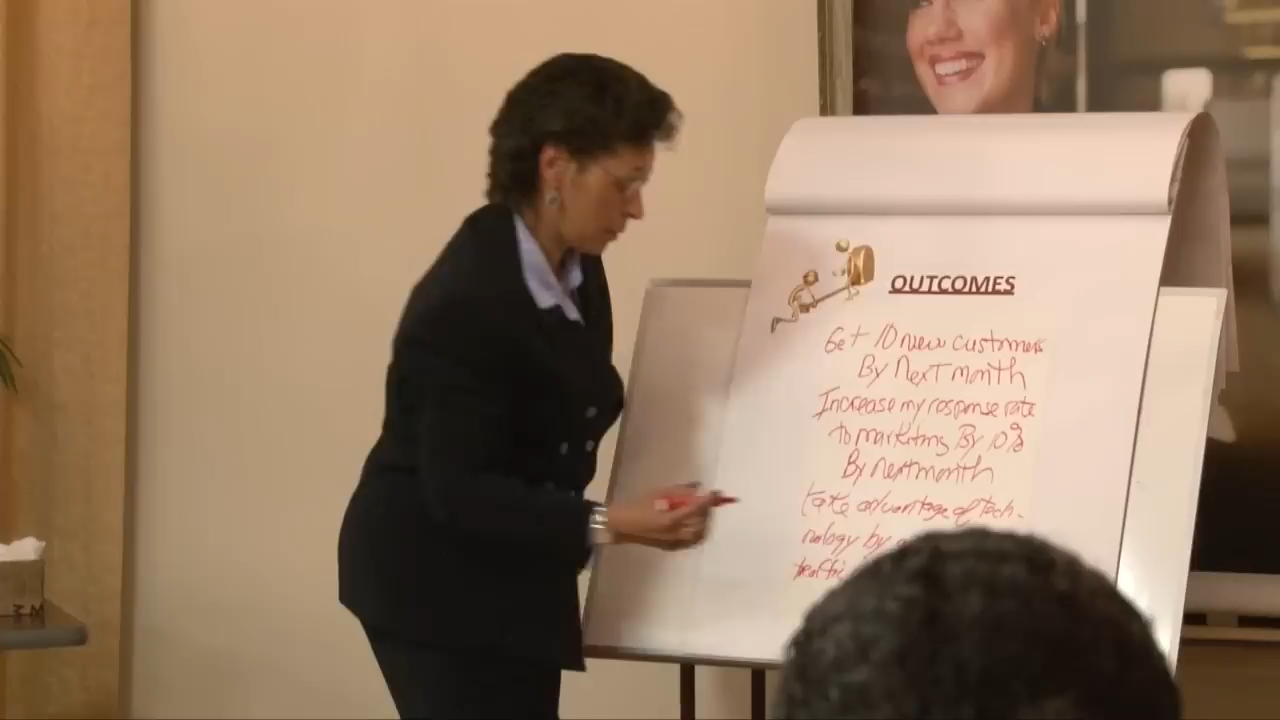 OUTCOMES
Get 10 new customers
By Next month
Increase my response rate
to marketing By 10%
By next month
take advantage of tech-
nology by
traffic